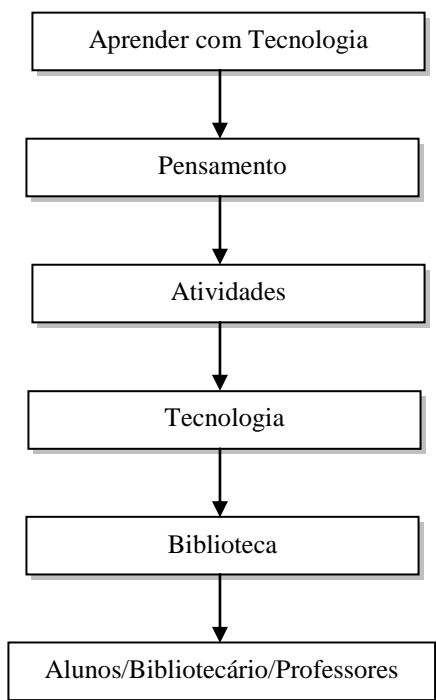 Aprender com Tecnologia
Pensamento
Atividades
Tecnologia
Biblioteca
Alunos/Bibliotecário/Professores